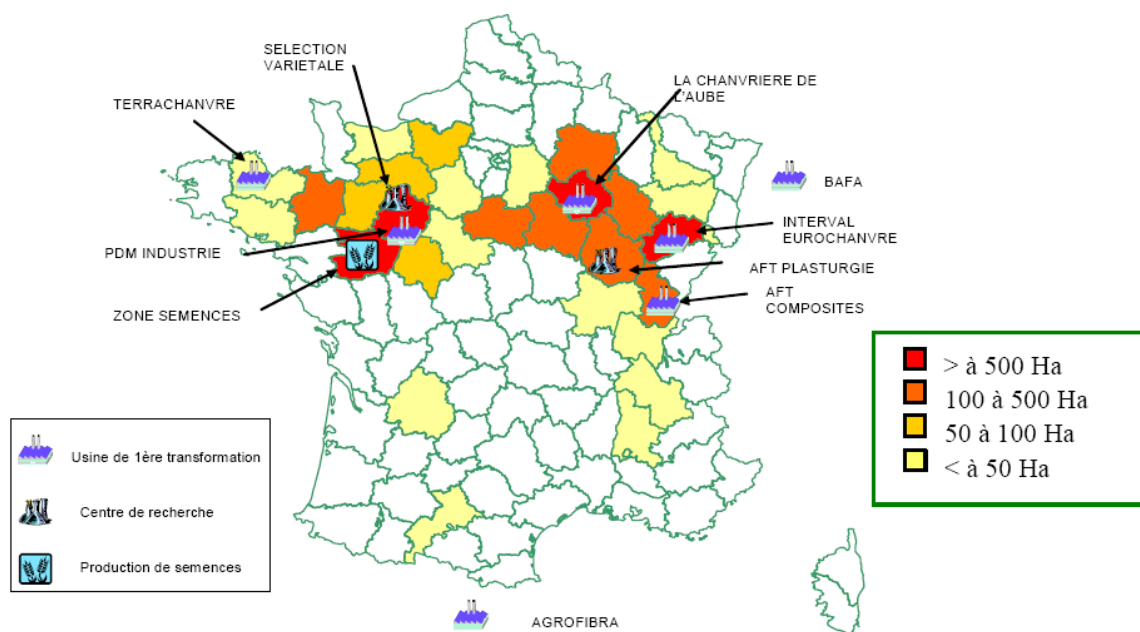 SELECTION
VARIETALE
LA CHANVRIERE DE
L'AUBE
TERRACHANVRE
BAFA
INTERVAL
EUROCHANVRE
PDM INDUSTRIE
AFT PLASTURGIE
AFT
COMPOSITES
ZONE SEMENCES
> à 500 Ha
100 à 500 Ha
50 à 100 Ha
< à 50 Ha
Usine de 1ère transformation
Centre de recherche
Production de semences
AGROFIBRA